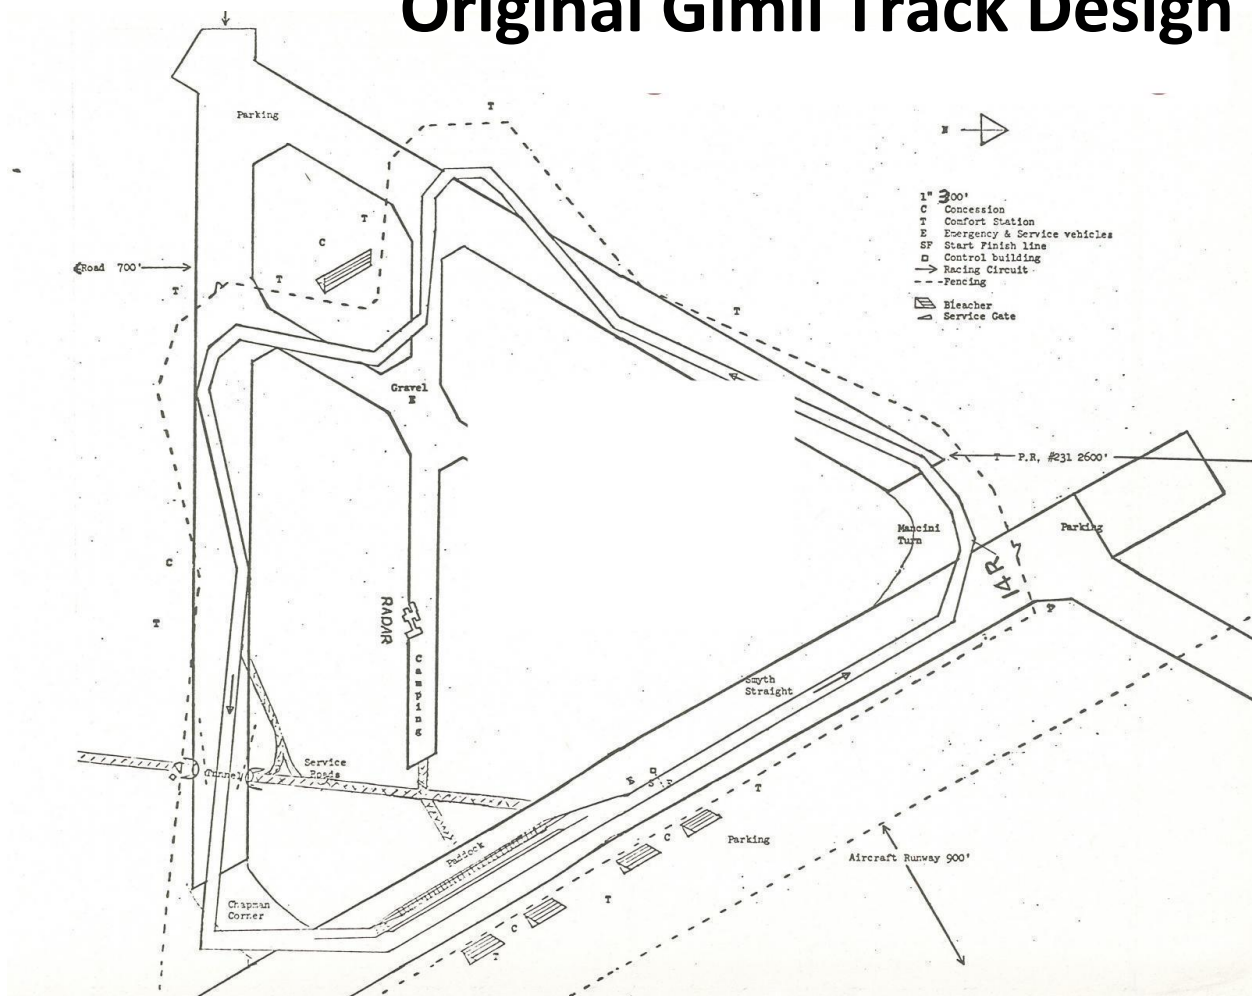 Original Gimli Track Design
Parking
T
N
1" 300'
C Concession
T Comfort Station
E Emergency & Service vehicles
SF Start Finish line
Control building
Racing Circuit
Fencing
Bleacher
Service Gate
T
C
Road 700'
T
T
T
Gravel
E
T P.R, #231 2600'
Mancini
Turn
Parking
14R
C
RADAR
T
Camping
Smyth
Straight
Service
Roads
Tunnel
E
S
T
C
Parking
Paddock
Aircraft Runway 900'
T
Chapman
Corner
C